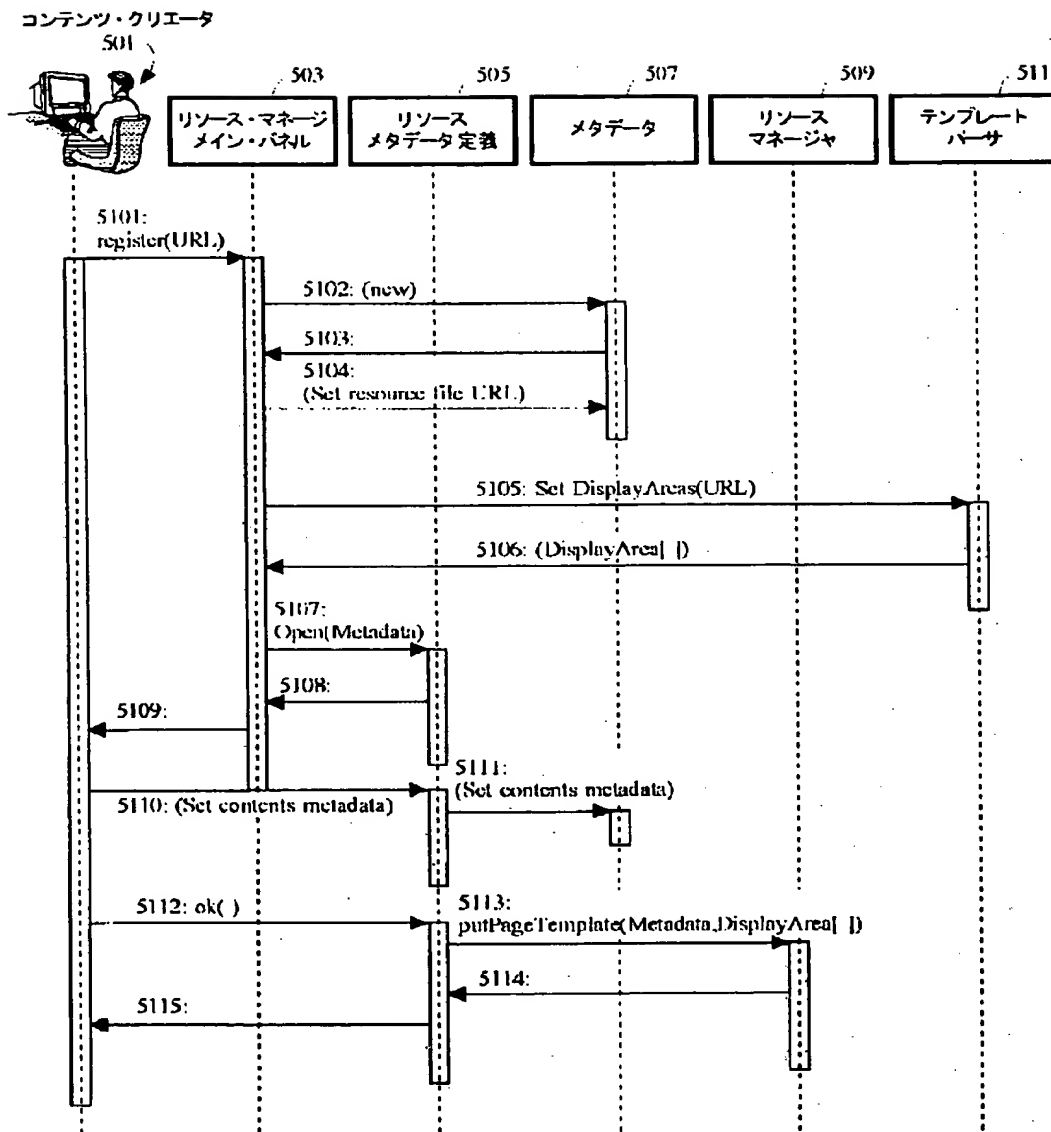 コンテンツ・クリエータ
501
503
505
507
509
511
リソース・マネージ
メイン・パネル
リソース
メタデータ定義
メタデータ
リソース
マネージャ
テンプレート
パーサ
5101:
register(URL)
5102: (new)
5103:
5104:
(Set resource file URL)
5105: Set DisplayAreas(URL)
5106: (DisplayArea[ ])
5107:
Open(Metadata)
5108:
5109:
5110: (Set contents metadata)
5111:
(Set contents metadata)
5112: ok( )
5113:
putPageTemplate(Metadata,DisplayArea[ ])
5114:
5115: